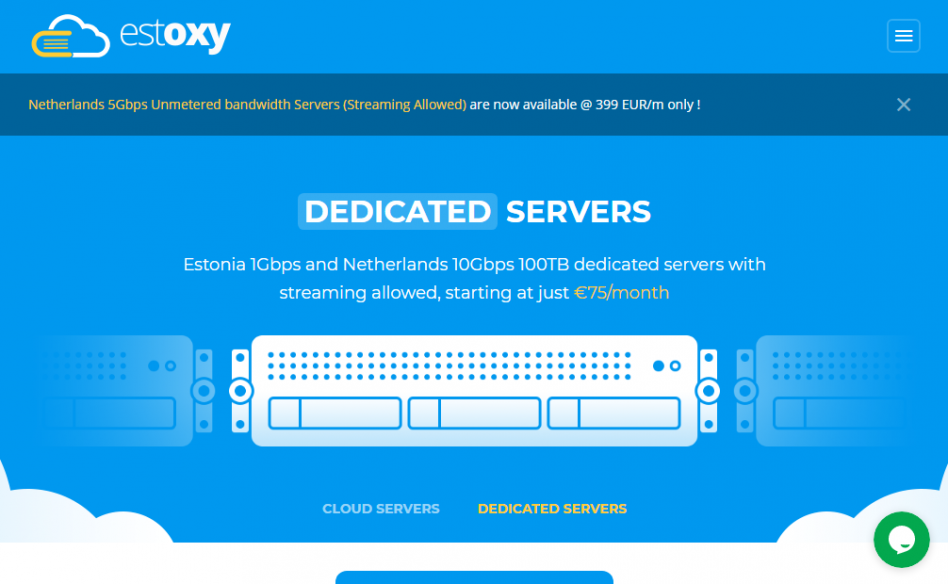 estoxy
Netherlands 5Gbps Unmetered bandwidth Servers (Streaming Allowed) are now available @ 399 EUR/m only !
DEDICATED SERVERS
Estonia 1Gbps and Netherlands 10Gbps 100TB dedicated servers with
streaming allowed, starting at just €75/month
CLOUD SERVERS DEDICATED SERVERS